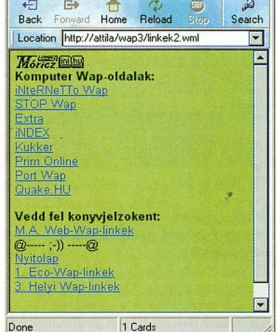 Back Forward Home Reload Stop Search
Location http://attila/wap3/linkek2.wml
Móricz
Komputer Wap-oldalak:
iNteRNeTTo Wap
STOP Wap
Extra
iNDEX
Kukker
Prim Online
Port Wap
Quake.HU
Vedd fel konyvjelzokent:
M.A. Web-Wap-linkek
@----- ;-)) -----@
Nyitolap
1. Eco-Wap-linkek
3. Helyi Wap-linkek
Done 1 Cards